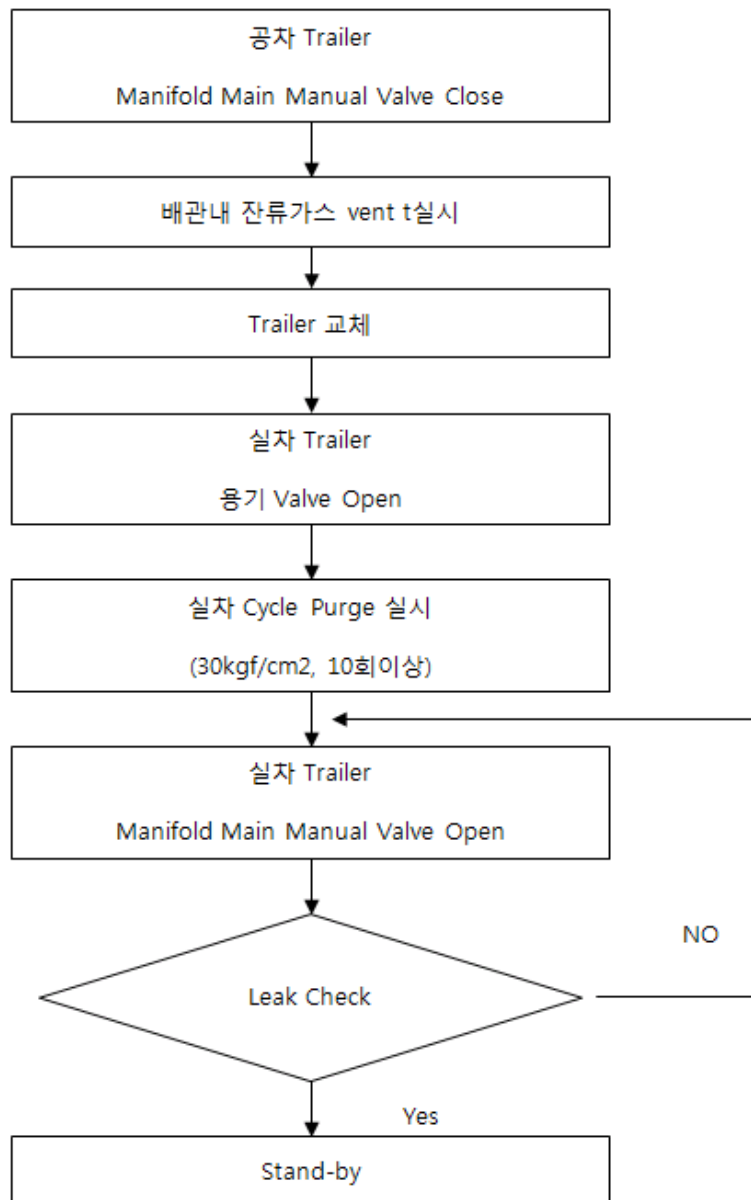 공차 Trailer
Manifold Main Manual Valve Close
배관내 잔류가스 vent t실시
Trailer 교체
실차 Trailer
용기 Valve Open
실차 Cycle Purge 실시
(30kgf/cm2, 10회이상)
실차 Trailer
Manifold Main Manual Valve Open
Leak Check
NO
Yes
Stand-by